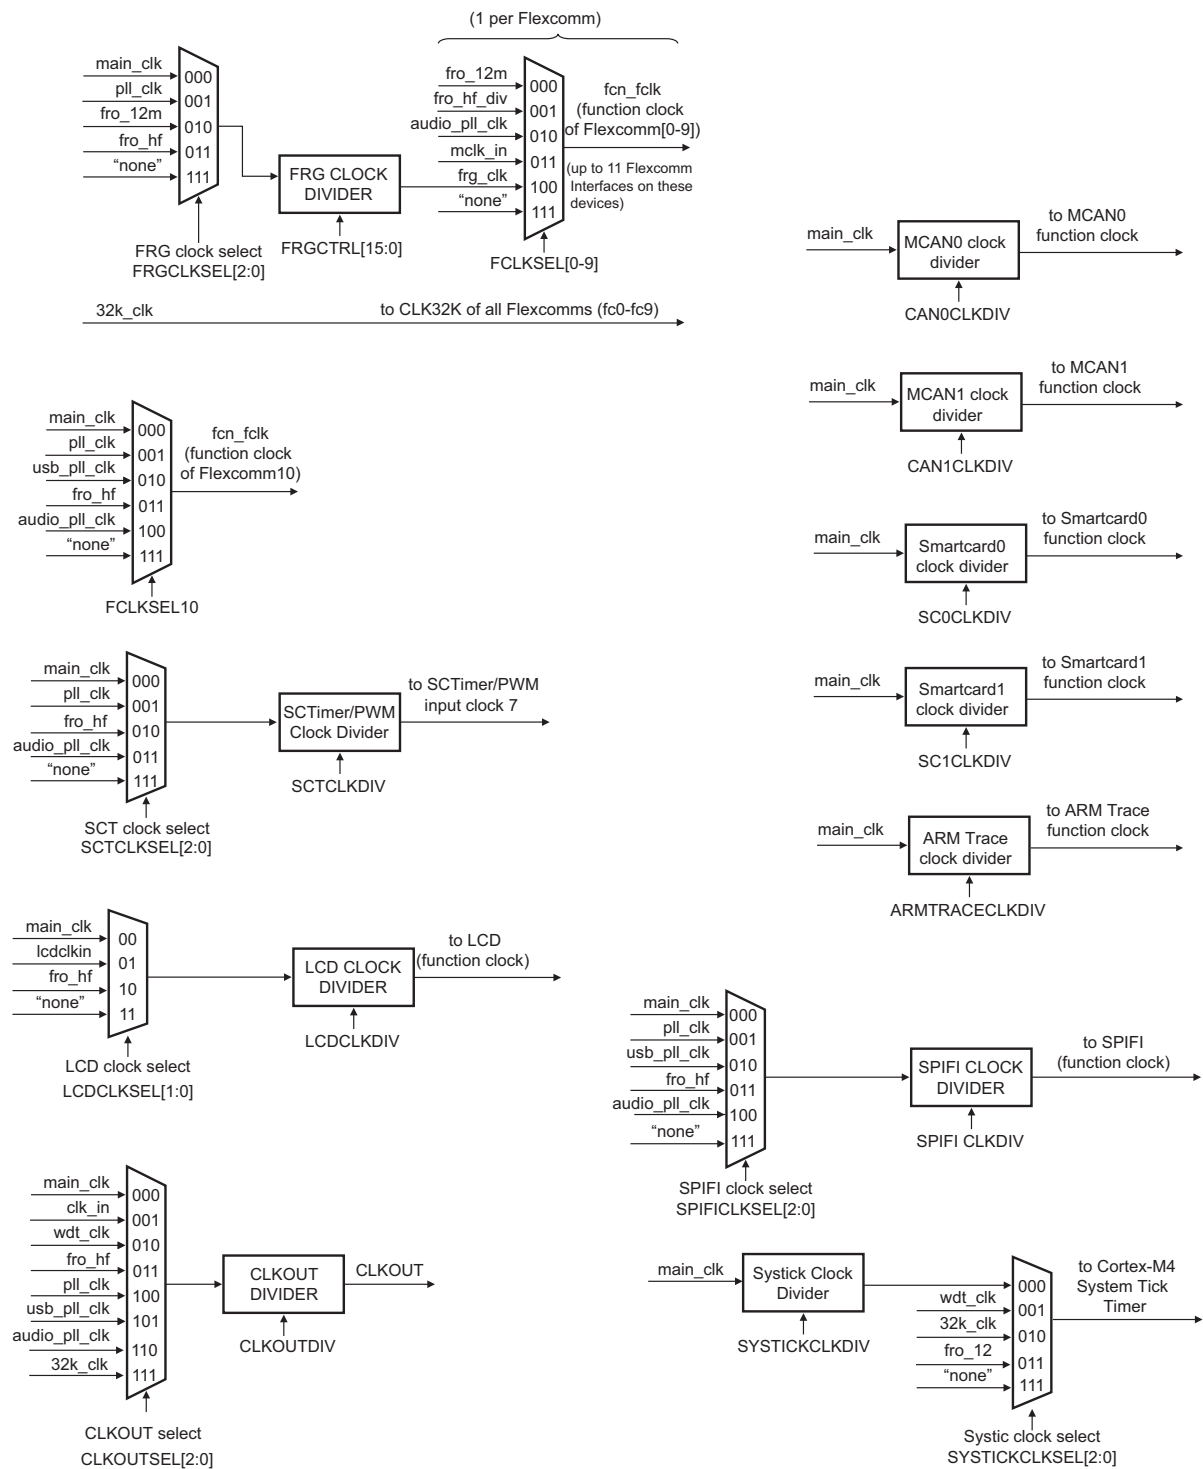 (1 per Flexcomm)
main_clk
pll_clk
fro_12m
fro_hf
“none”
000
001
010
011
111
FRG clock select
FRGCLKSEL[2:0]
FRG CLOCK
DIVIDER
FRGCTRL[15:0]
fro_12m
fro_hf_div
audio_pll_clk
mclk_in
frg_clk
“none”
000
001
010
011
100
111
FCLKSEL[0-9]
fcn_fclk
(function clock
of Flexcomm[0-9])
(up to 11 Flexcomm
Interfaces on these
devices)
32k_clk
to CLK32K of all Flexcomms (fc0-fc9)
main_clk
pll_clk
usb_pll_clk
fro_hf
audio_pll_clk
“none”
000
001
010
011
100
111
FCLKSEL10
fcn_fclk
(function clock
of Flexcomm10)
main_clk
pll_clk
fro_hf
audio_pll_clk
“none”
000
001
010
011
111
SCT clock select
SCTCLKSEL[2:0]
SCTimer/PWM
Clock Divider
SCTCLKDIV
to SCTimer/PWM
input clock 7
main_clk
lcdclkin
fro_hf
“none”
00
01
10
11
LCD clock select
LCDCLKSEL[1:0]
LCD CLOCK
DIVIDER
LCDCLKDIV
to LCD
(function clock)
main_clk
clk_in
wdt_clk
fro_hf
pll_clk
usb_pll_clk
audio_pll_clk
32k_clk
000
001
010
011
100
101
110
111
CLKOUT select
CLKOUTSEL[2:0]
CLKOUT
DIVIDER
CLKOUTDIV
CLKOUT
main_clk
MCAN0 clock
divider
CAN0CLKDIV
to MCAN0
function clock
main_clk
MCAN1 clock
divider
CAN1CLKDIV
to MCAN1
function clock
main_clk
Smartcard0
clock divider
SC0CLKDIV
to Smartcard0
function clock
main_clk
Smartcard1
clock divider
SC1CLKDIV
to Smartcard1
function clock
main_clk
ARM Trace
clock divider
ARMTRACECLKDIV
to ARM Trace
function clock
main_clk
pll_clk
usb_pll_clk
fro_hf
audio_pll_clk
“none”
000
001
010
011
100
111
SPIFI clock select
SPIFICLKSEL[2:0]
SPIFI CLOCK
DIVIDER
SPIFI CLKDIV
to SPIFI
(function clock)
main_clk
Systick Clock
Divider
SYSTICKCLKDIV
wdt_clk
32k_clk
fro_12
“none”
000
001
010
011
111
Systic clock select
SYSTICKCLKSEL[2:0]
to Cortex-M4
System Tick
Timer